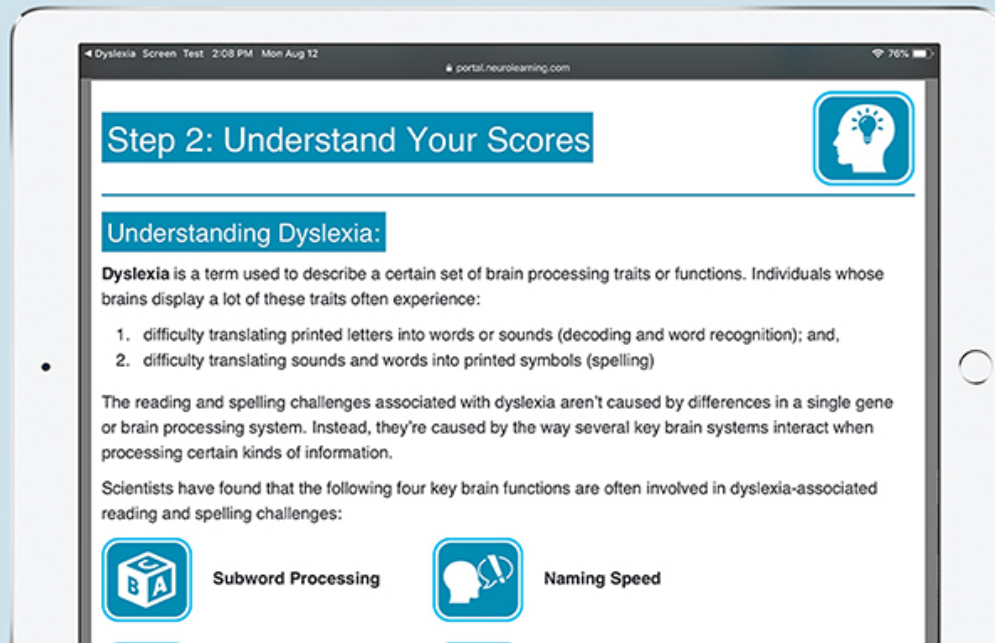 ◀ Dyslexia Screen Test 2:08 PM Mon Aug 12 76%
portal.neurolearning.com
Step 2: Understand Your Scores
Understanding Dyslexia:
Dyslexia is a term used to describe a certain set of brain processing traits or functions. Individuals whose
brains display a lot of these traits often experience:
1. difficulty translating printed letters into words or sounds (decoding and word recognition); and,
2. difficulty translating sounds and words into printed symbols (spelling)
The reading and spelling challenges associated with dyslexia aren't caused by differences in a single gene
or brain processing system. Instead, they're caused by the way several key brain systems interact when
processing certain kinds of information.
Scientists have found that the following four key brain functions are often involved in dyslexia-associated
reading and spelling challenges:
C
B A
Subword Processing
!
Naming Speed